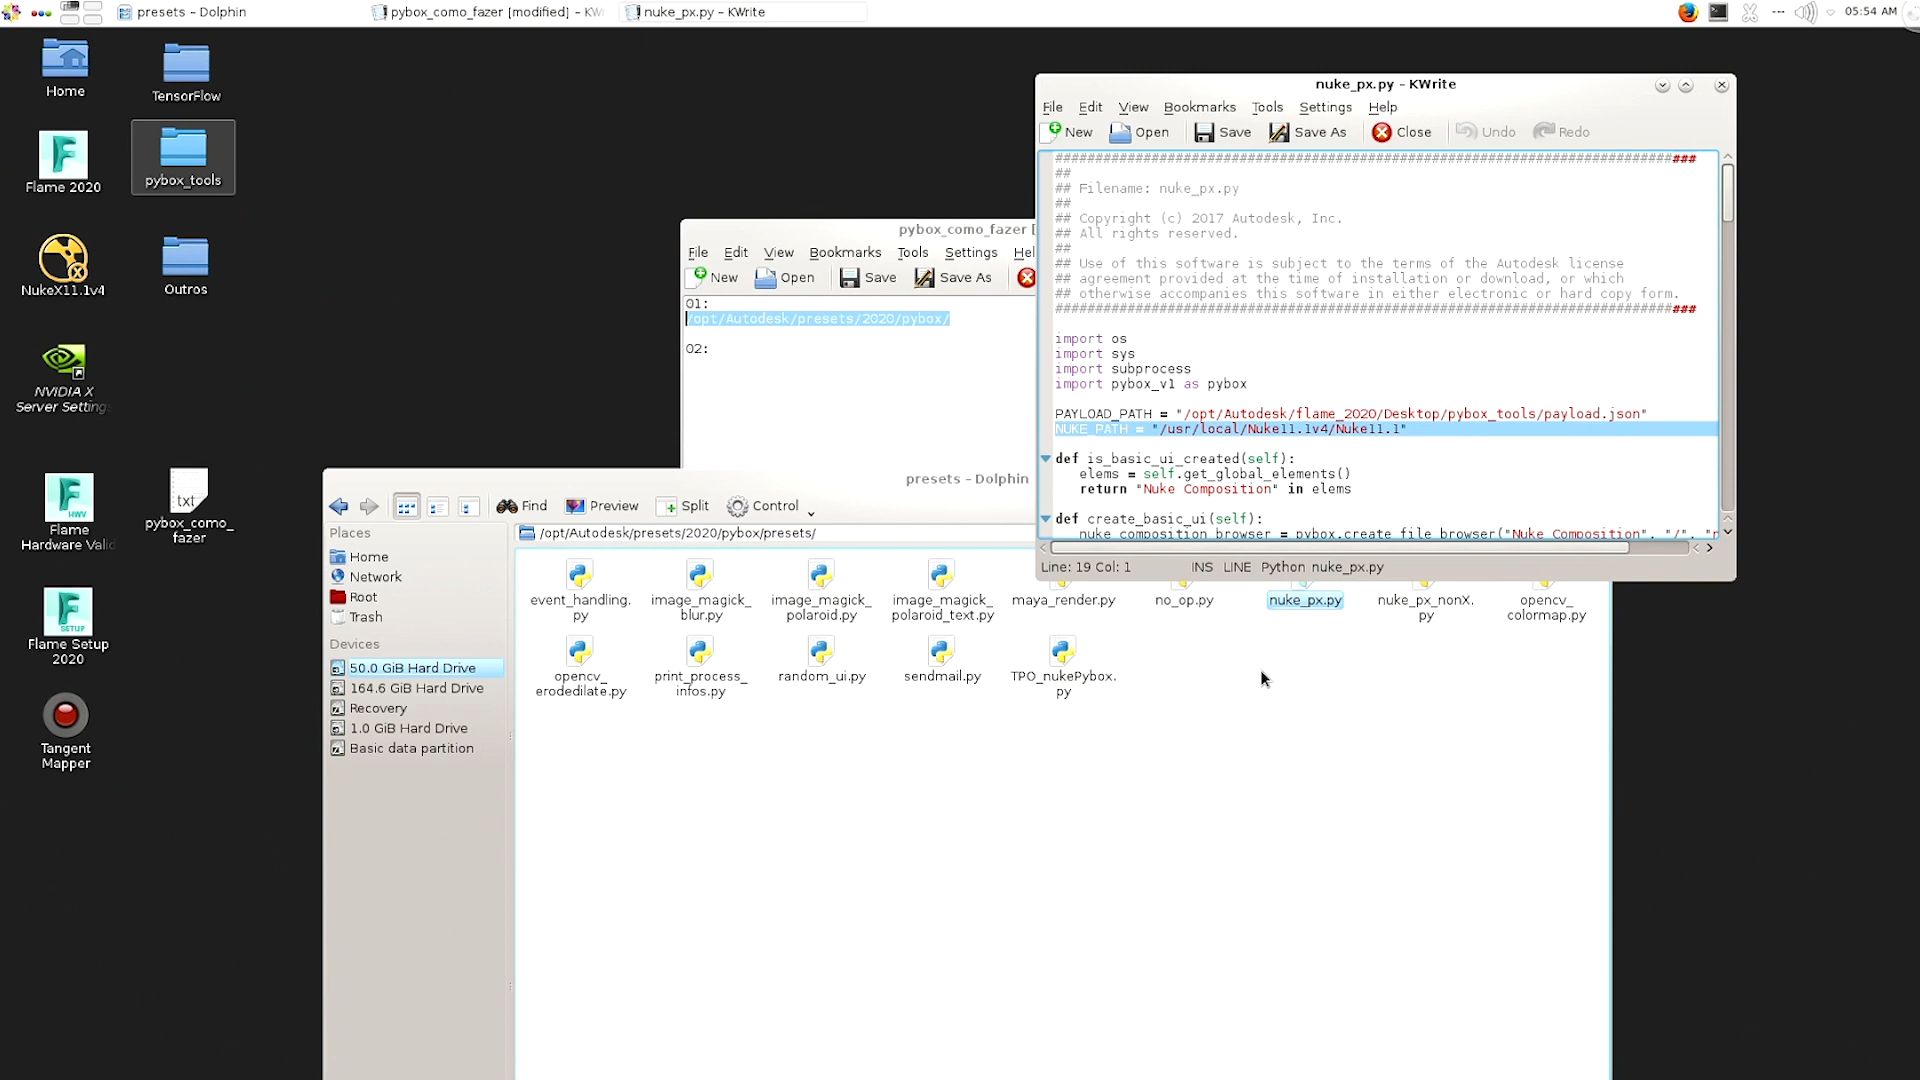 presets - Dolphin
pybox_como_fazer [modified] - KW
nuke_px.py - KWrite
05:54 AM
Home
TensorFlow
Flame 2020
pybox_tools
NukeX11.1v4
Outros
NVIDIA X
Server Setting
Flame
Hardware Valid
pybox_como_
fazer
Flame Setup
2020
Tangent
Mapper
nuke_px.py - KWrite
File Edit View Bookmarks Tools Settings Help
New Open Save Save As Close Undo Redo
##
## Filename: nuke_px.py
##
## Copyright (c) 2017 Autodesk, Inc.
## All rights reserved.
##
## Use of this software is subject to the terms of the Autodesk license
## agreement provided at the time of installation or download, or which
## otherwise accompanies this software in either electronic or hard copy form.
import os
import sys
import subprocess
import pybox_v1 as pybox
PAYLOAD_PATH = "/opt/Autodesk/flame_2020/Desktop/pybox_tools/payload.json"
NUKE_PATH = "/usr/local/Nuke11.1v4/Nuke11.1"
def is_basic_ui_created(self):
elems = self.get_global_elements()
return "Nuke Composition" in elems
def create_basic_ui(self):
nuke_composition_browser = pybox.create_file_browser("Nuke Composition", "/", "n
Line: 19 Col: 1 INS LINE Python nuke_px.py
pybox_como_fazer [
File Edit View Bookmarks Tools Settings Hel
New Open Save Save As
01:
/opt/Autodesk/presets/2020/pybox/
02:
presets - Dolphin
Find Preview Split Control
/opt/Autodesk/presets/2020/pybox/presets/
Places
Home
Network
Root
Trash
Devices
50.0 GiB Hard Drive
164.6 GiB Hard Drive
Recovery
1.0 GiB Hard Drive
Basic data partition
event_handling.
py
image_magick_
blur.py
image_magick_
polaroid.py
image_magick_
polaroid_text.py
maya_render.py
no_op.py
nuke_px.py
nuke_px_nonX.
py
opencv_
colormap.py
opencv_
erodedilate.py
print_process_
infos.py
random_ui.py
sendmail.py
TPO_nukePybox.
py